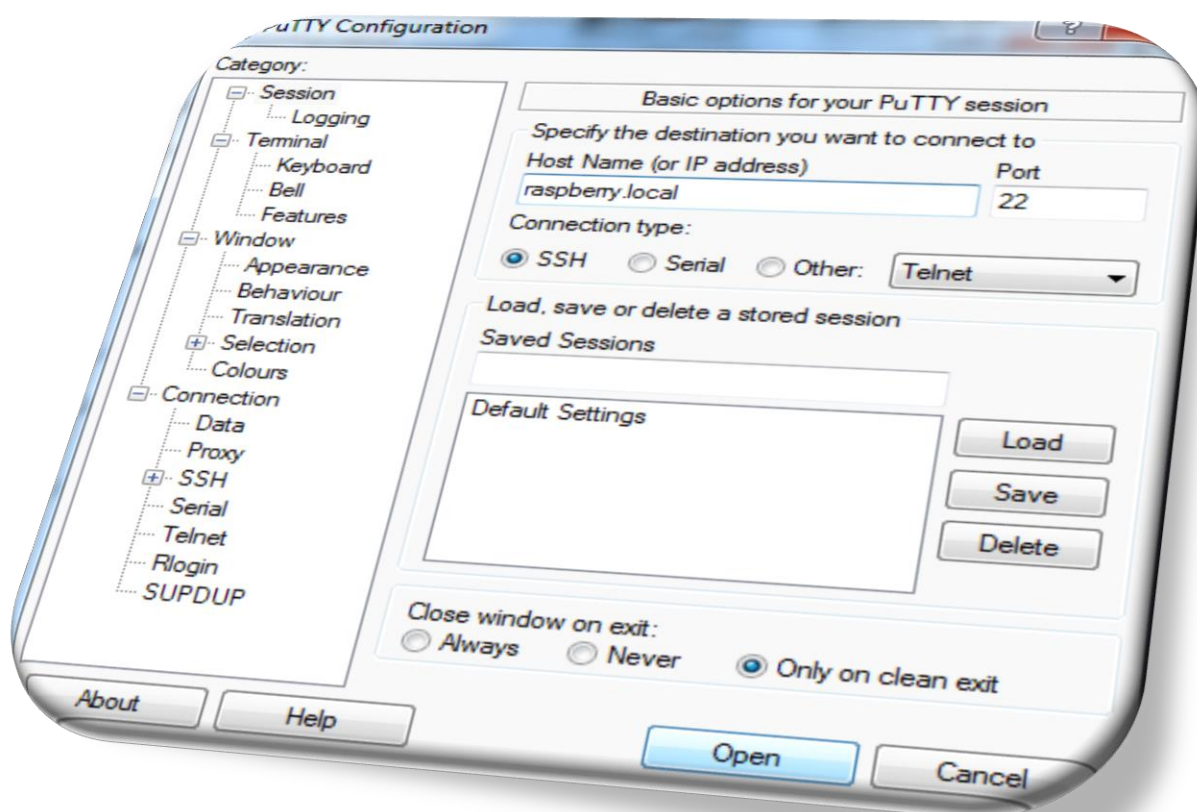 uTTY Configuration
?
Category:
Session
Logging
Terminal
Keyboard
Bell
Features
Window
Appearance
Behaviour
Translation
Selection
Colours
Connection
Data
Proxy
SSH
Serial
Telnet
Rlogin
SUPDUP
Basic options for your PuTTY session
Specify the destination you want to connect to
Host Name (or IP address) Port
raspberry.local 22
Connection type:
SSH Serial Other: Telnet
Load, save or delete a stored session
Saved Sessions
Default Settings
Load
Save
Delete
Close window on exit:
Always Never Only on clean exit
About Help Open Cancel